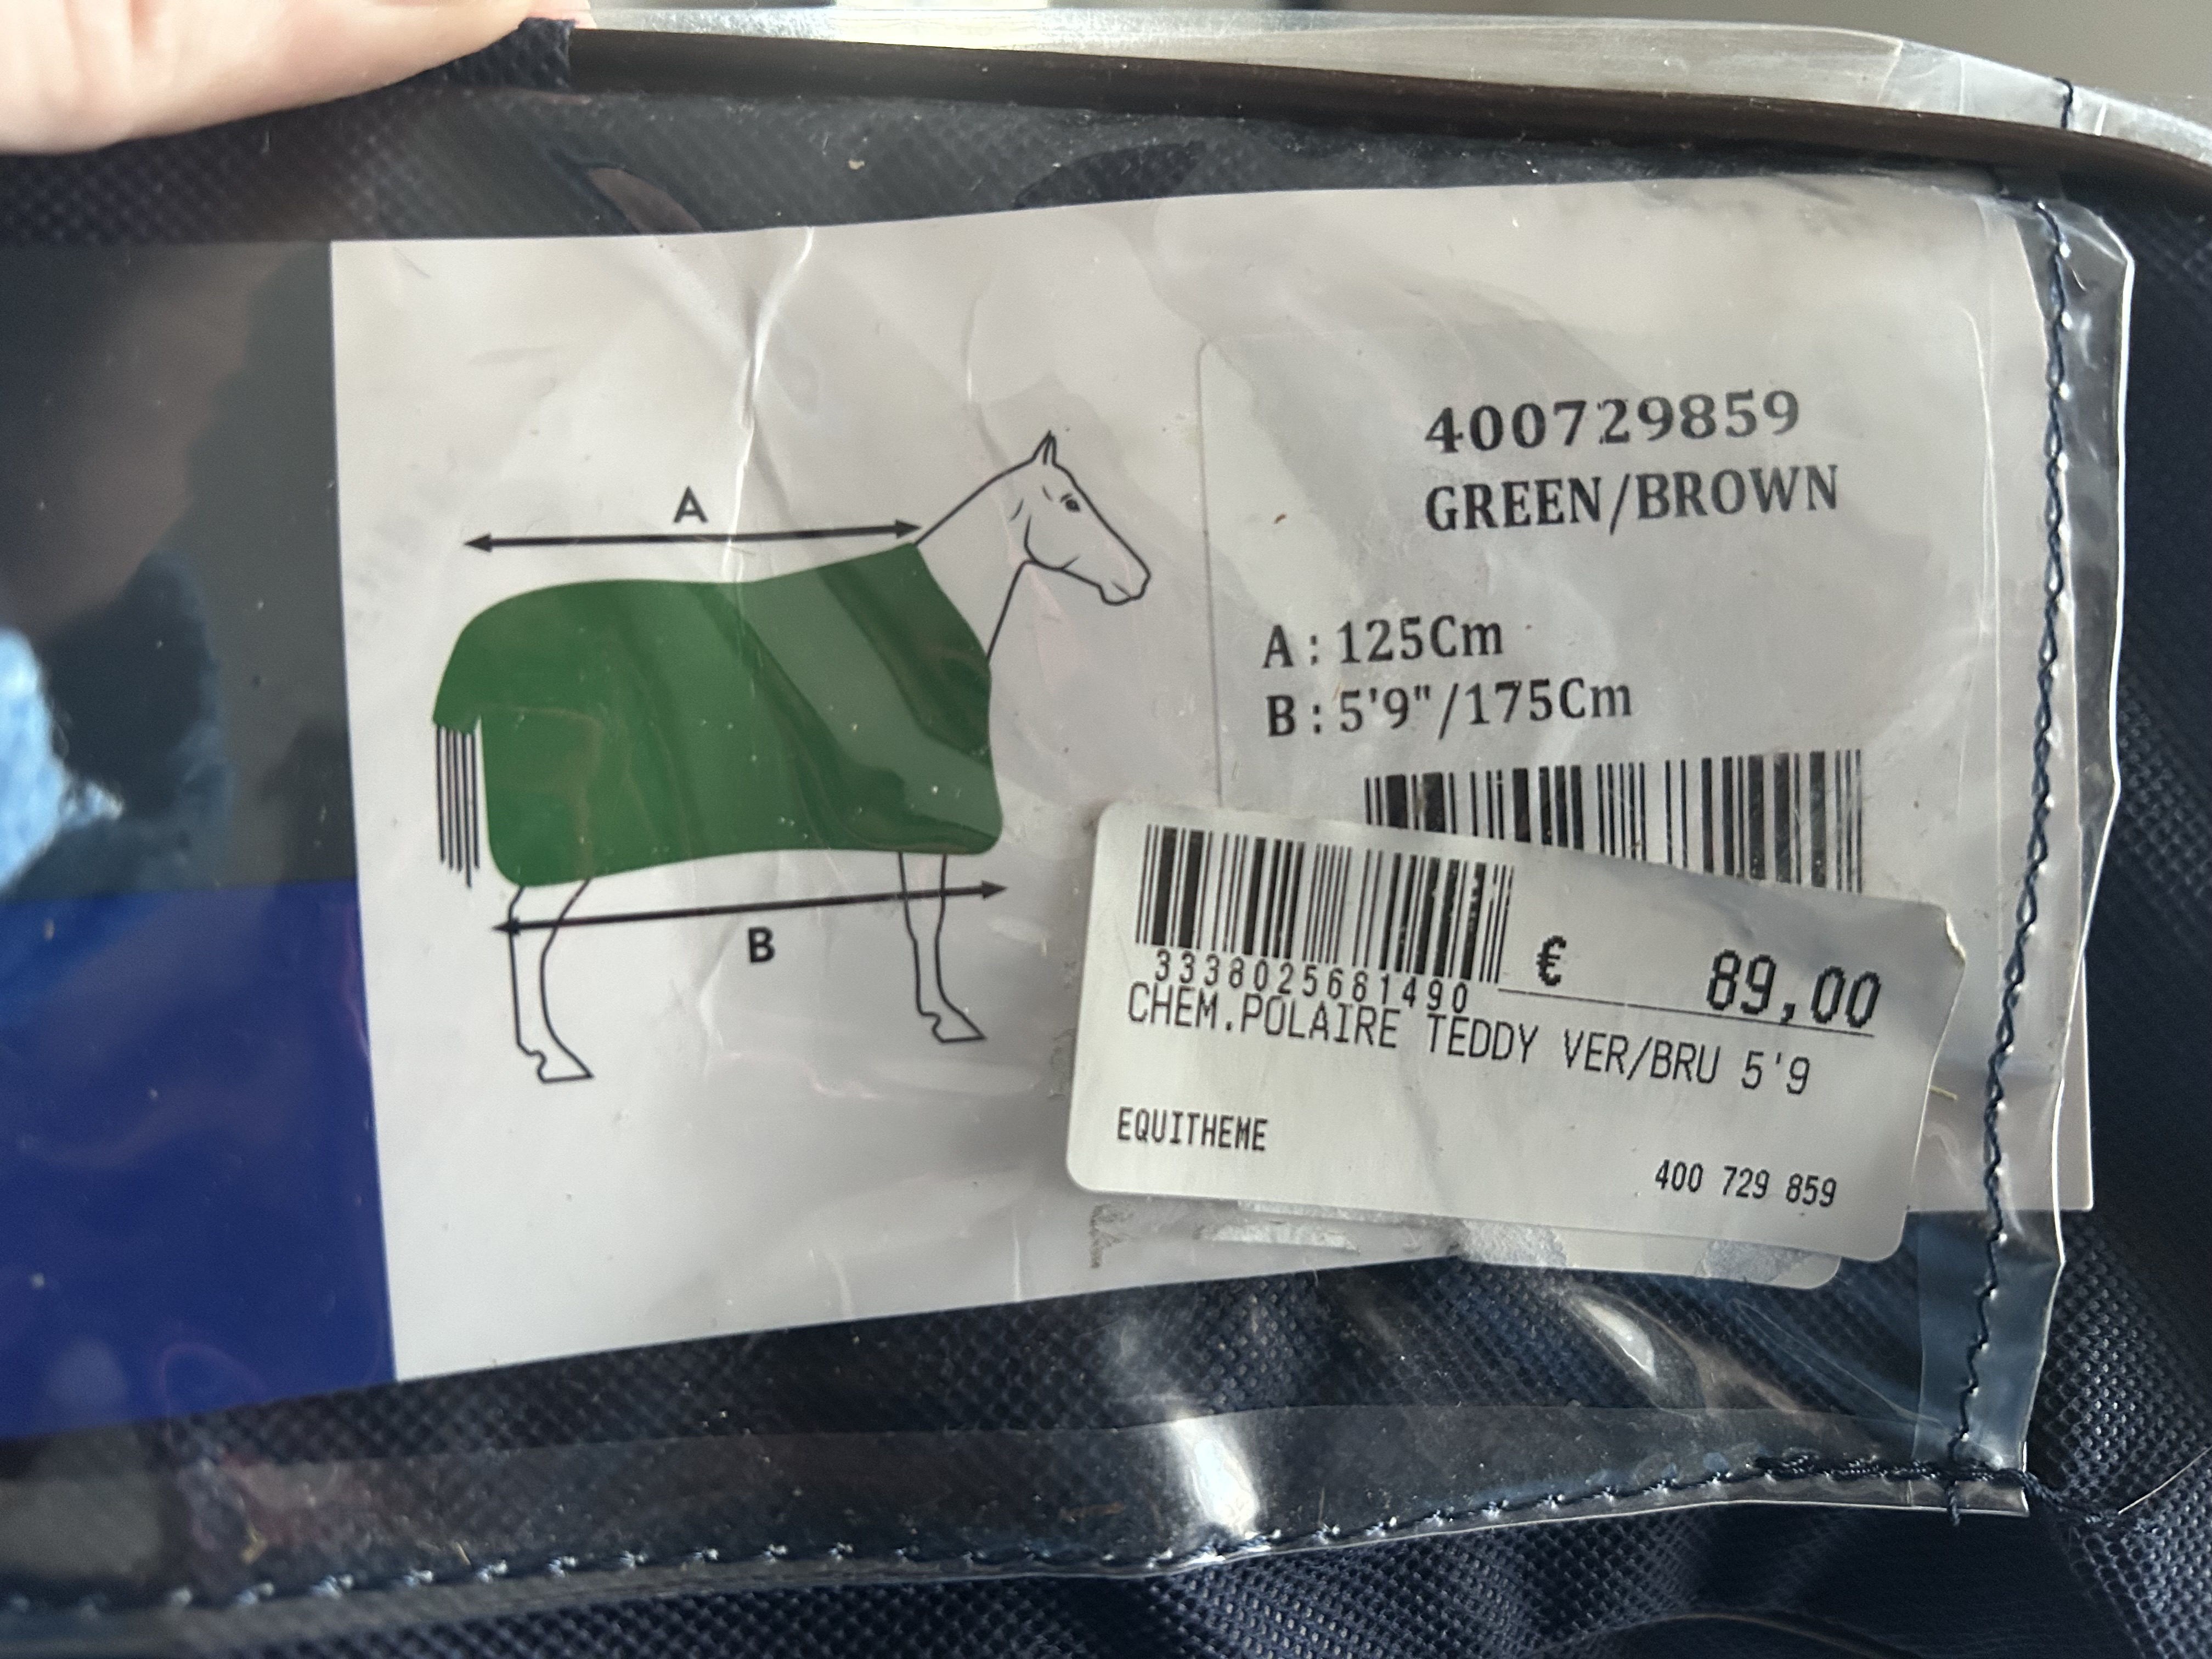 A
B
400729859
GREEN/BROWN
A : 125Cm
B : 5'9"/175Cm
3338025681490
€ 89,00
CHEM.POLAIRE TEDDY VER/BRU 5'9
EQUITHEME
400 729 859